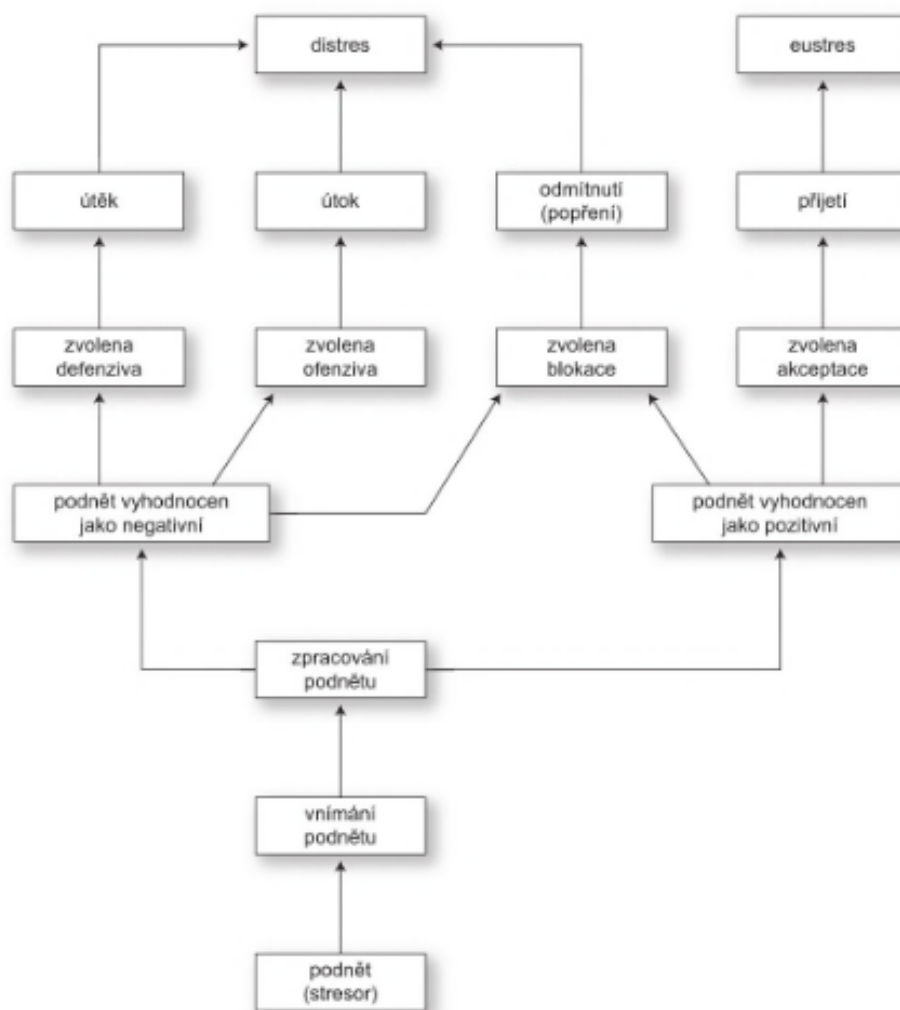 distres
eustres
útěk
útok
odmítnutí
(popření)
přijetí
zvolena
defenziva
zvolena
ofenziva
zvolena
blokace
zvolena
akceptace
podnět vyhodnocen
jako negativní
podnět vyhodnocen
jako pozitivní
zpracování
podnětu
vnímání
podnětu
podnět
(stresor)